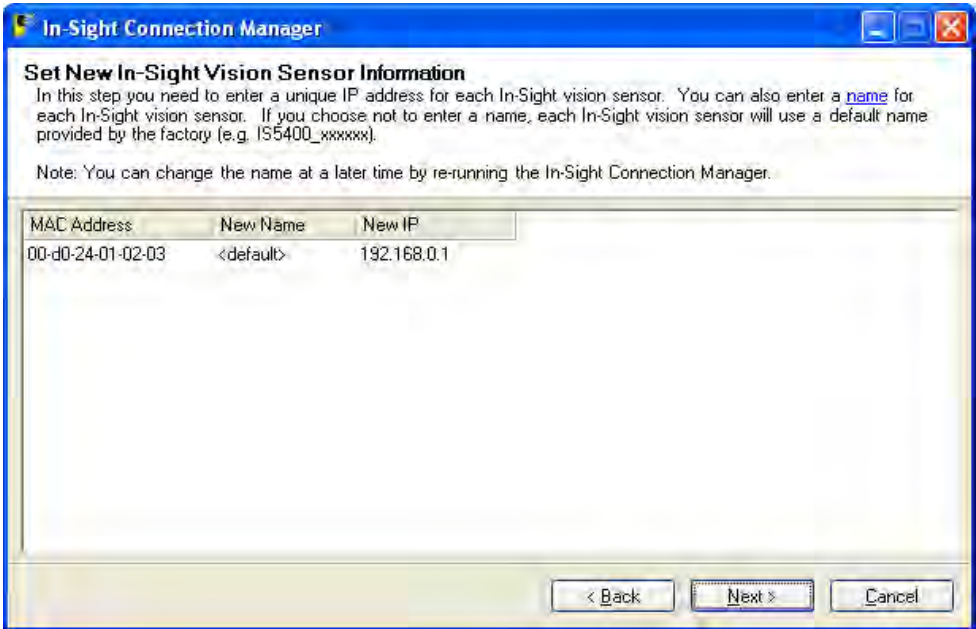 In-Sight Connection Manager
Set New In-Sight Vision Sensor Information
In this step you need to enter a unique IP address for each In-Sight vision sensor. You can also enter a name for
each In-Sight vision sensor. If you choose not to enter a name, each In-Sight vision sensor will use a default name
provided by the factory (e.g. IS5400_xxxxxx).
Note: You can change the name at a later time by re-running the In-Sight Connection Manager.
MAC Address New Name New IP
00-d0-24-01-02-03 <default> 192.168.0.1
< Back Next > Cancel